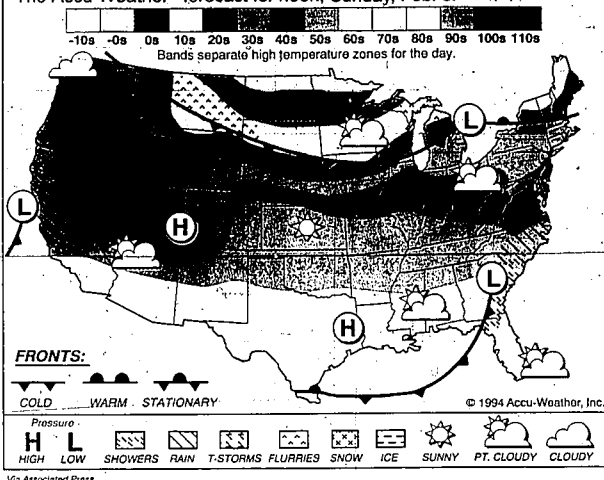 The Accu-Weather forecast for noon, Sunday, Feb.
-10s -0s 0s 10s 20s 30s 40s 50s 60s 70s 80s 90s 100s 110s
Bands separate high temperature zones for the day.
L
L
H
L
L
H
FRONTS:
COLD WARM STATIONARY
© 1994 Accu-Weather, Inc.
Pressure
H L
HIGH LOW SHOWERS RAIN T-STORMS FLURRIES SNOW ICE SUNNY PT. CLOUDY CLOUDY
Via Associated Press